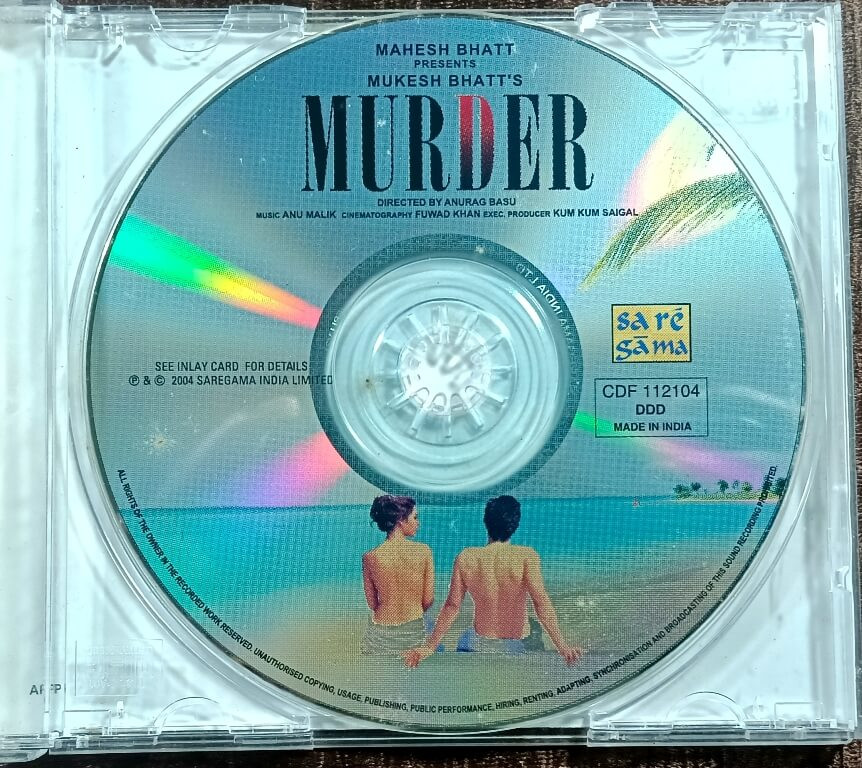 MAHESH BHATT
PRESENTS
MUKESH BHATT'S
MURDER
DIRECTED BY ANURAG BASU
MUSIC ANU MALIK CINEMATOGRAPHY FUWAD KHAN EXEC. PRODUCER KUM KUM SAIGAL
sa ré
gā ma
SEE INLAY CARD FOR DETAILS
℗ & © 2004 SAREGAMA INDIA LIMITED
CDF 112104
DDD
MADE IN INDIA
ALL RIGHTS OF THE OWNER IN THE RECORDED WORK RESERVED. UNAUTHORISED COPYING, USAGE, PUBLISHING, PUBLIC PERFORMANCE, HIRING, RENTING, ADAPTING, SYNCHRONISATION AND BROADCASTING OF THIS SOUND RECORDING PROHIBITED.